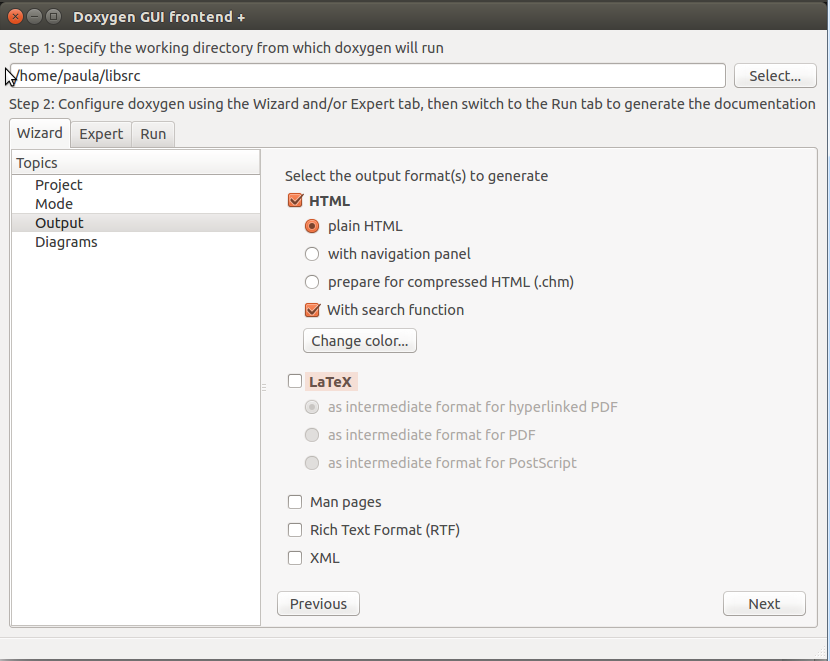 Doxygen GUI frontend +
Step 1: Specify the working directory from which doxygen will run
/home/paula/libsrc
Select...
Step 2: Configure doxygen using the Wizard and/or Expert tab, then switch to the Run tab to generate the documentation
Wizard Expert Run
Topics
Project
Mode
Output
Diagrams
Select the output format(s) to generate
HTML
plain HTML
with navigation panel
prepare for compressed HTML (.chm)
With search function
Change color...
LaTeX
as intermediate format for hyperlinked PDF
as intermediate format for PDF
as intermediate format for PostScript
Man pages
Rich Text Format (RTF)
XML
Previous
Next